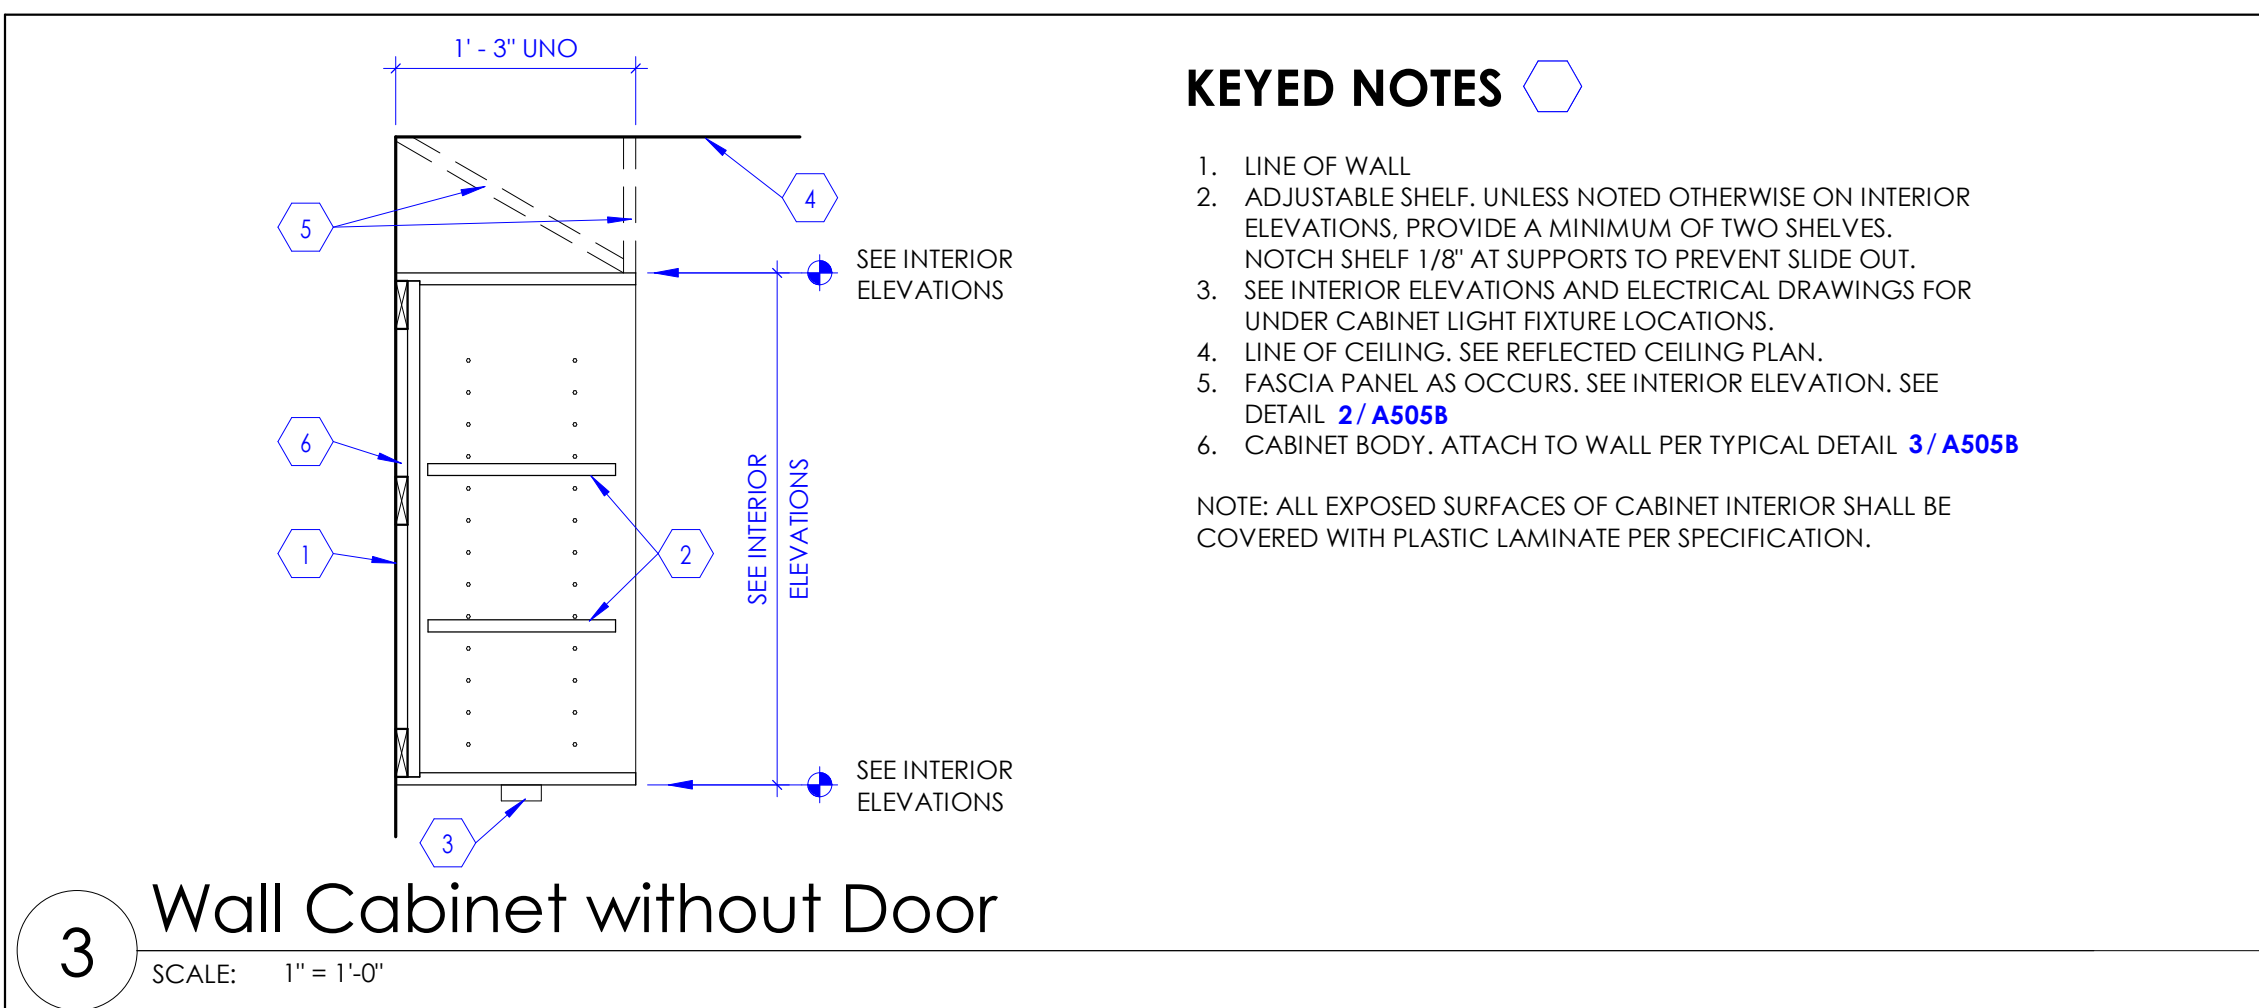 1' - 3" UNO
5
4
SEE INTERIOR
ELEVATIONS
6
1
2
SEE INTERIOR
ELEVATIONS
SEE INTERIOR
ELEVATIONS
3
KEYED NOTES
1. LINE OF WALL
2. ADJUSTABLE SHELF. UNLESS NOTED OTHERWISE ON INTERIOR
ELEVATIONS, PROVIDE A MINIMUM OF TWO SHELVES.
NOTCH SHELF 1/8" AT SUPPORTS TO PREVENT SLIDE OUT.
3. SEE INTERIOR ELEVATIONS AND ELECTRICAL DRAWINGS FOR
UNDER CABINET LIGHT FIXTURE LOCATIONS.
4. LINE OF CEILING. SEE REFLECTED CEILING PLAN.
5. FASCIA PANEL AS OCCURS. SEE INTERIOR ELEVATION. SEE
DETAIL 2/ A505B
6. CABINET BODY. ATTACH TO WALL PER TYPICAL DETAIL 3/ A505B
NOTE: ALL EXPOSED SURFACES OF CABINET INTERIOR SHALL BE
COVERED WITH PLASTIC LAMINATE PER SPECIFICATION.
3
Wall Cabinet without Door
SCALE: 1" = 1'-0"